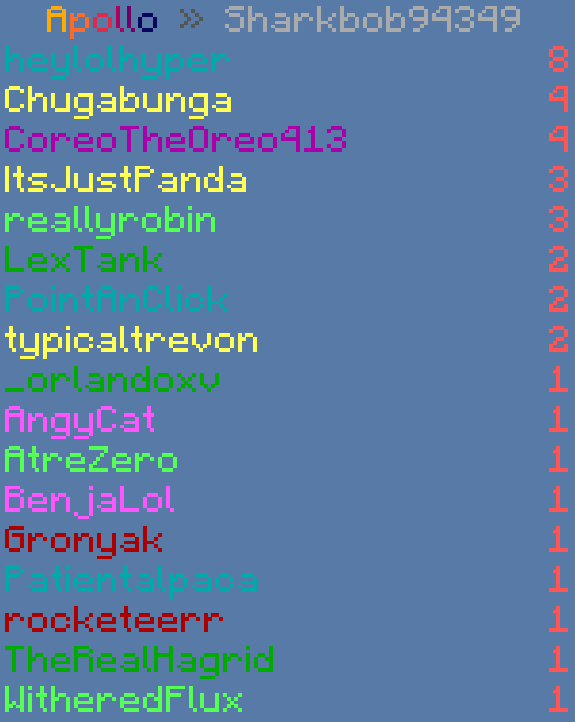 Apollo » Sharkbob94349
heylolhyper 8
Chugabunga 4
CoreoTheOreo413 4
ItsJustPanda 3
reallyrobin 3
LexTank 2
PointAnClick 2
typicaltrevon 2
_orlandoxv 1
AngyCat 1
AtreZero 1
BenjaLol 1
Gronyak 1
Patientalpaca 1
rocketeerr 1
TheRealHagrid 1
WitheredFlux 1